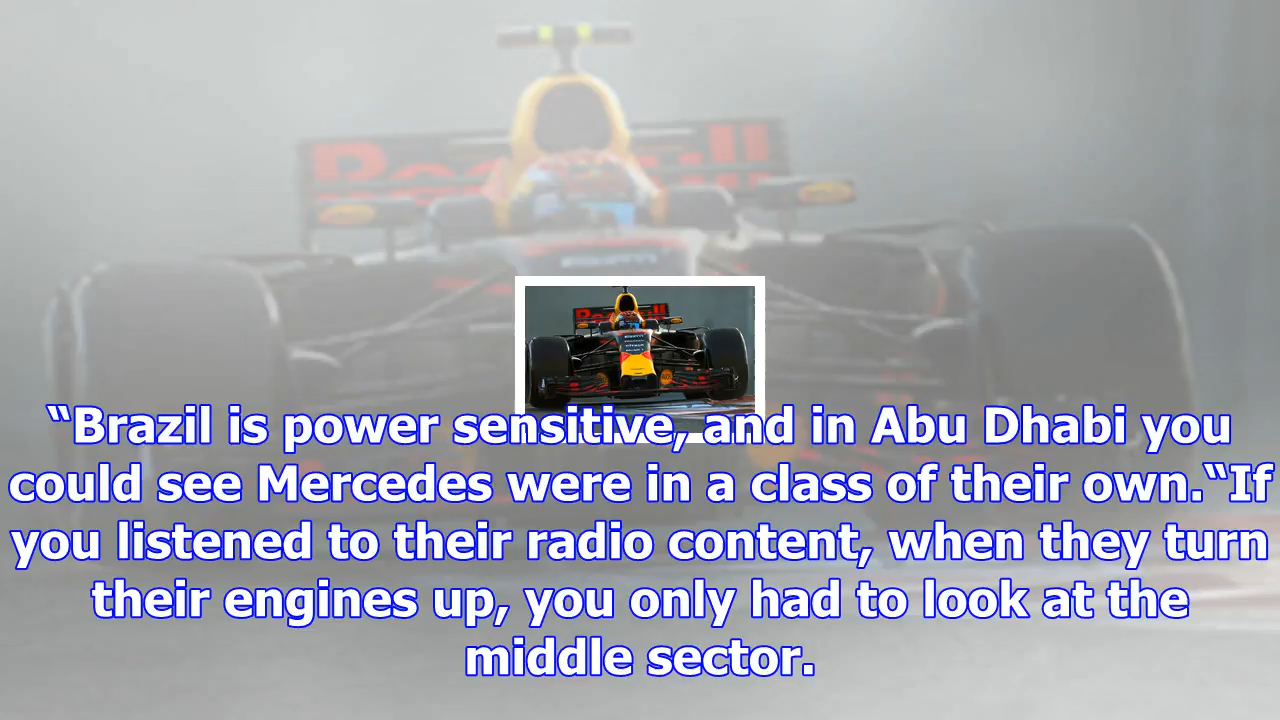 Red Bull
“Brazil is power sensitive, and in Abu Dhabi you
could see Mercedes were in a class of their own.“If
you listened to their radio content, when they turn
their engines up, you only had to look at the
middle sector.